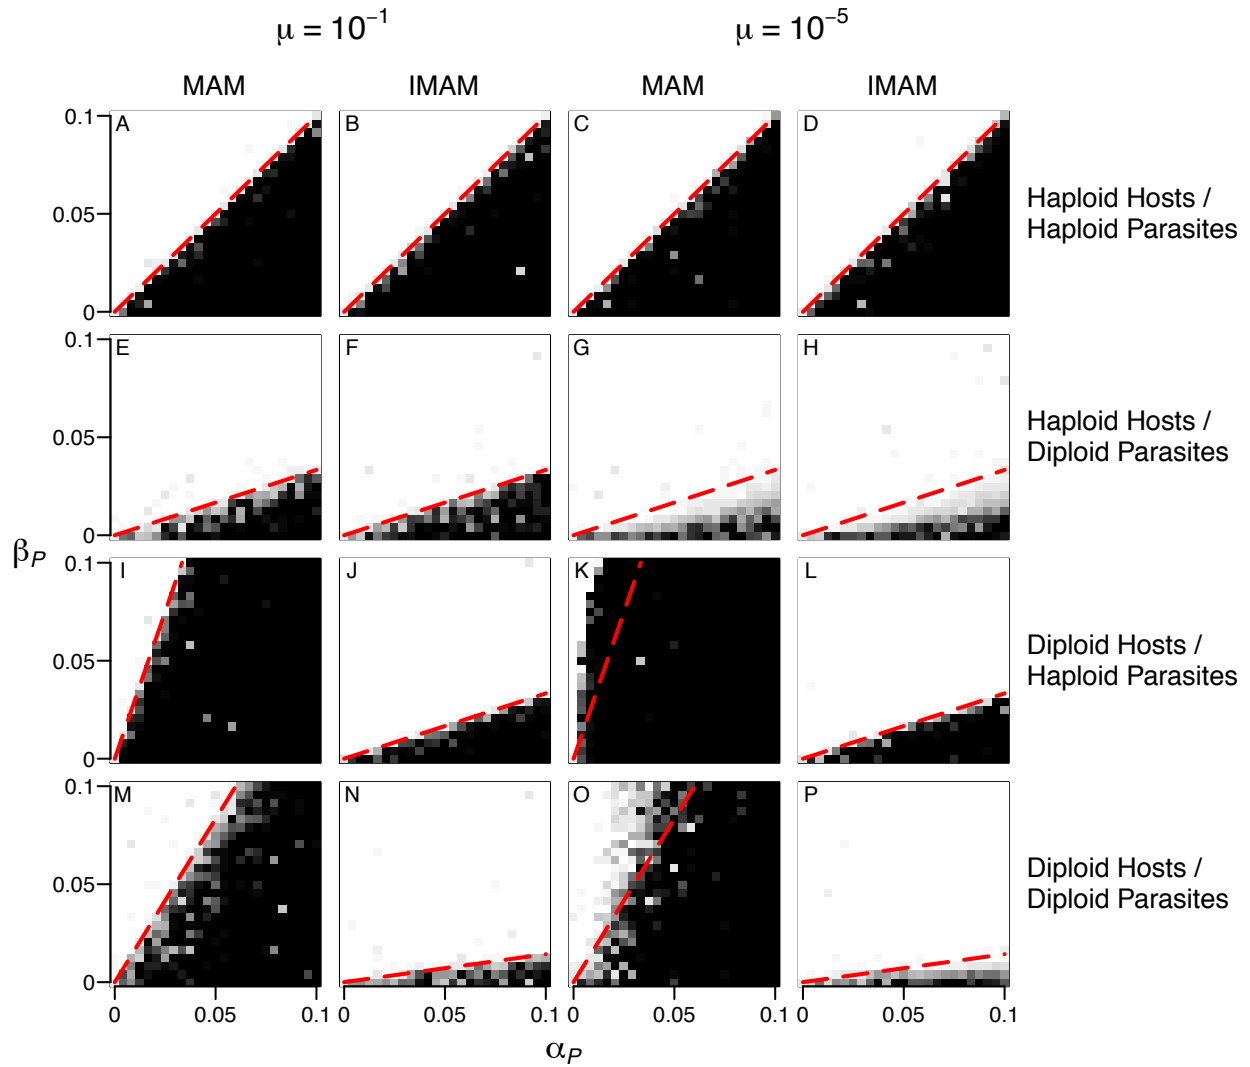 μ = 10⁻¹ μ = 10⁻⁵
MAM IMAM MAM IMAM
A B C D
0.1
0.05
0
Haploid Hosts /
Haploid Parasites
E F G H
0.1
0.05
0
Haploid Hosts /
Diploid Parasites
βP
I J K L
0.1
0.05
0
Diploid Hosts /
Haploid Parasites
M N O P
0.1
0.05
0
Diploid Hosts /
Diploid Parasites
0 0.05 0.1 0 0.05 0.1 0 0.05 0.1 0 0.05 0.1
αP